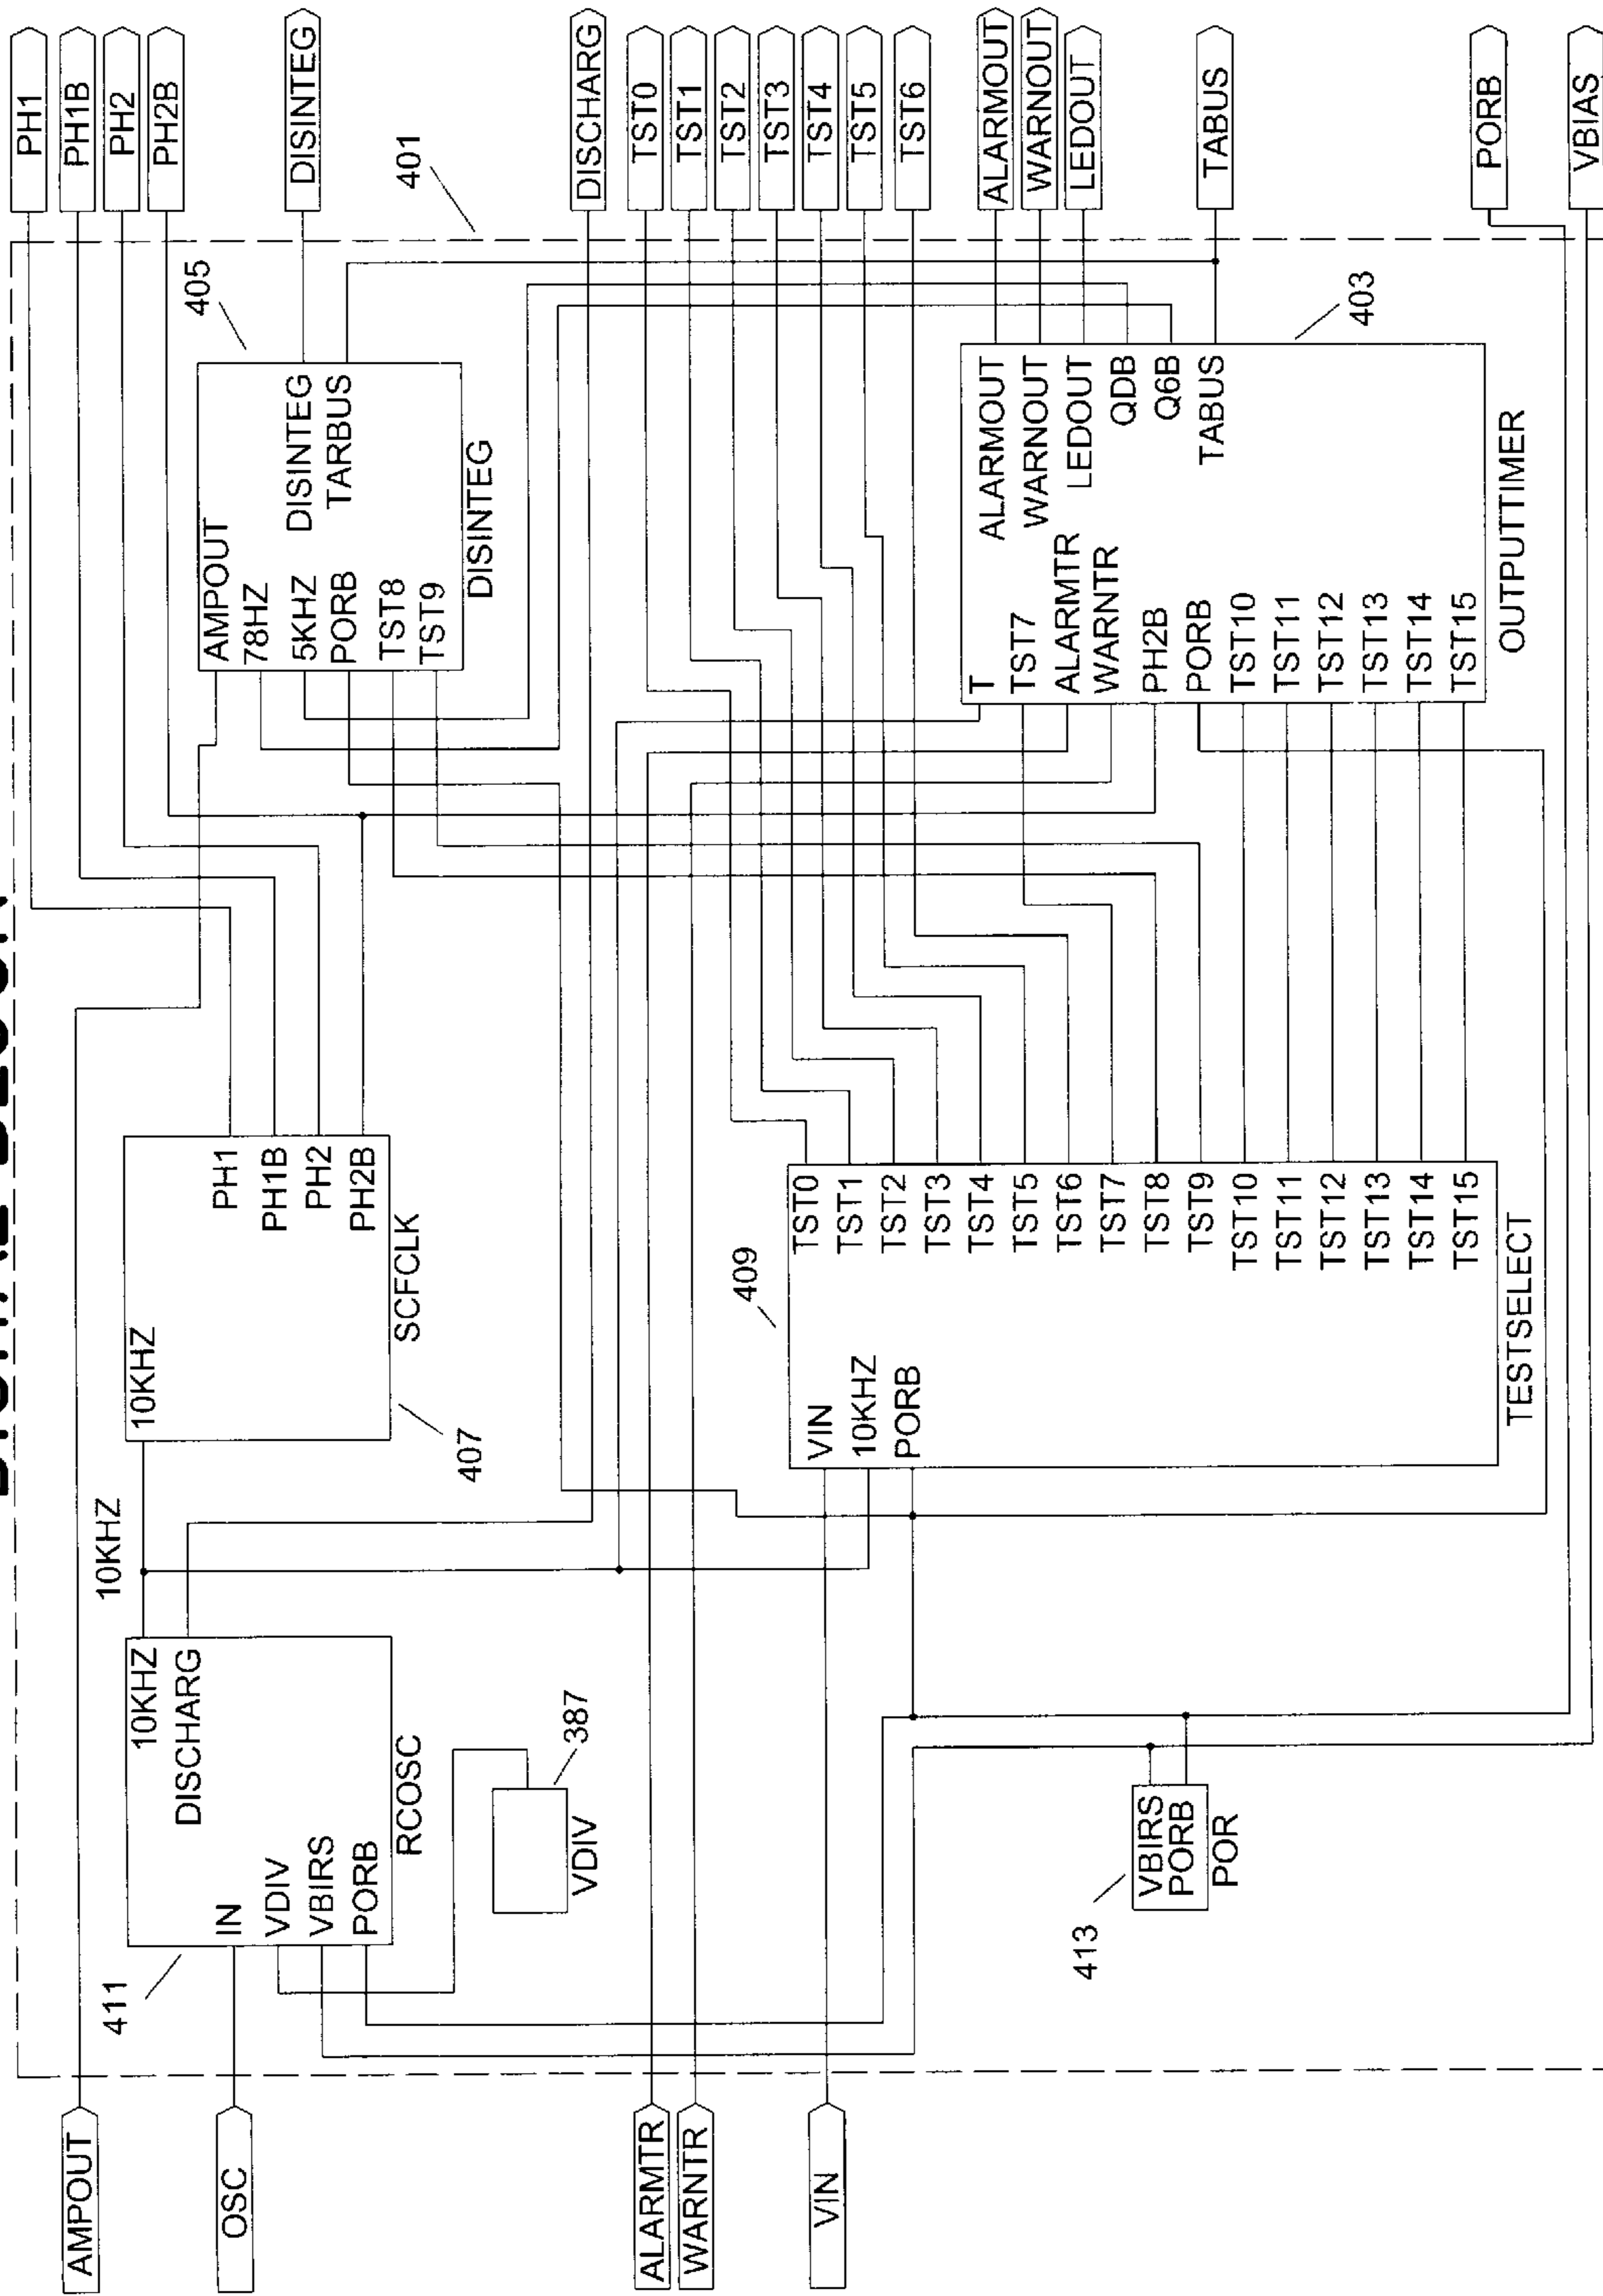 AMPOUT
OSC
ALARMTR
WARNTR
VIN
401
411
IN
VDIV
VBIRS
PORB
10KHZ
DISCHARG
RCOSC
VDIV
387
413
VBIRS
PORB
POR
10KHZ
407
10KHZ
PH1
PH1B
PH2
PH2B
SCFCLK
409
VIN
10KHZ
PORB
TST0
TST1
TST2
TST3
TST4
TST5
TST6
TST7
TST8
TST9
TST10
TST11
TST12
TST13
TST14
TST15
TESTSELECT
405
AMPOUT
78HZ
5KHZ
PORB
TST8
TST9
DISINTEG
TARBUS
DISINTEG
403
T
TST7
ALARMTR
WARNTR
PH2B
PORB
TST10
TST11
TST12
TST13
TST14
TST15
ALARMOUT
WARNOUT
LEDOUT
QDB
Q6B
TABUS
OUTPUTTIMER
PH1
PH1B
PH2
PH2B
DISINTEG
DISCHARG
TST0
TST1
TST2
TST3
TST4
TST5
TST6
ALARMOUT
WARNOUT
LEDOUT
TABUS
PORB
VBIAS